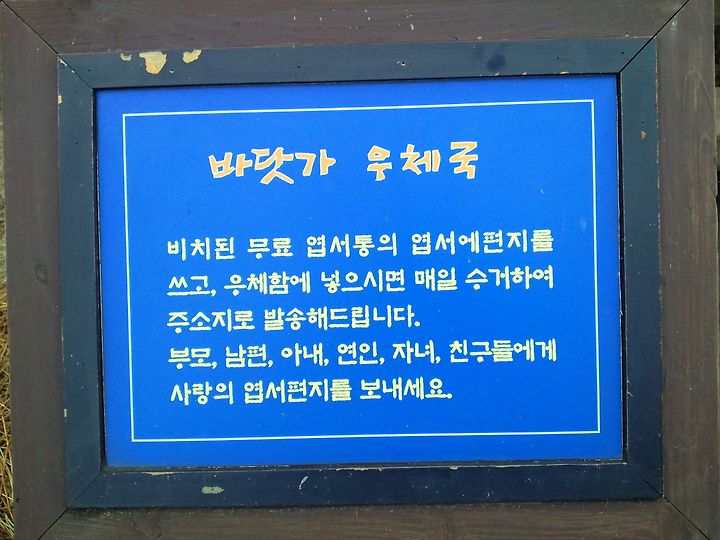 바닷가 우체국
비치된 무료 엽서통의 엽서에편지를
쓰고, 우체함에 넣으시면 매일 수거하여
주소지로 발송해드립니다.
부모, 남편, 아내, 연인, 자녀, 친구들에게
사랑의 엽서편지를 보내세요.